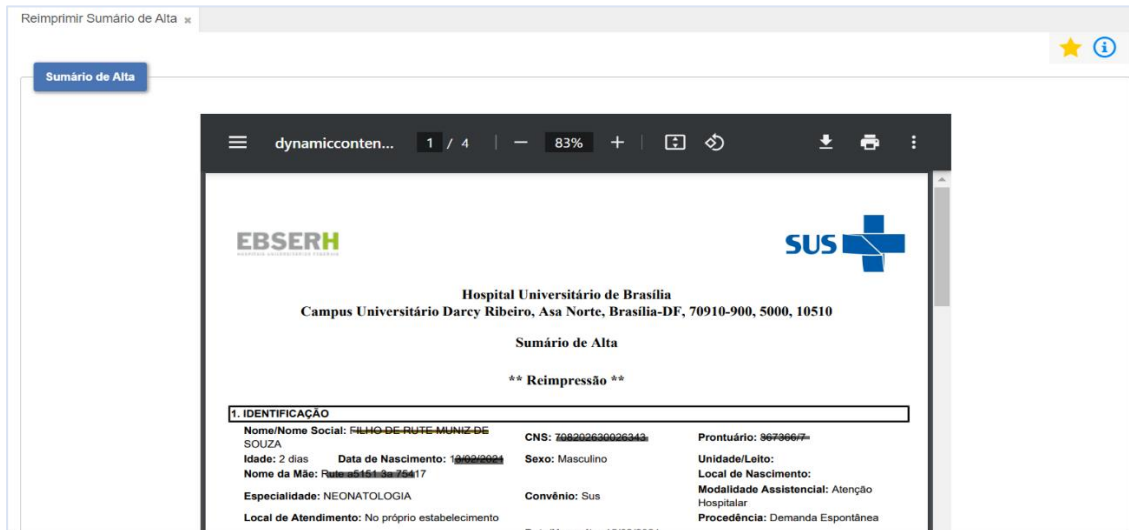 Reimprimir Sumário de Alta
Sumário de Alta
dynamicconten... 1 / 4 83%
EBSERH
SUS
Hospital Universitário de Brasília
Campus Universitário Darcy Ribeiro, Asa Norte, Brasília-DF, 70910-900, 5000, 10510
Sumário de Alta
** Reimpressão **
1. IDENTIFICAÇÃO
Nome/Nome Social:
SOUZA
CNS:
Prontuário:
Idade: 2 dias Data de Nascimento:
Sexo: Masculino
Unidade/Leito:
Nome da Mãe:
Local de Nascimento:
Especialidade: NEONATOLOGIA
Convênio: Sus
Modalidade Assistencial: Atenção
Hospitalar
Local de Atendimento: No próprio estabelecimento
Procedência: Demanda Espontânea